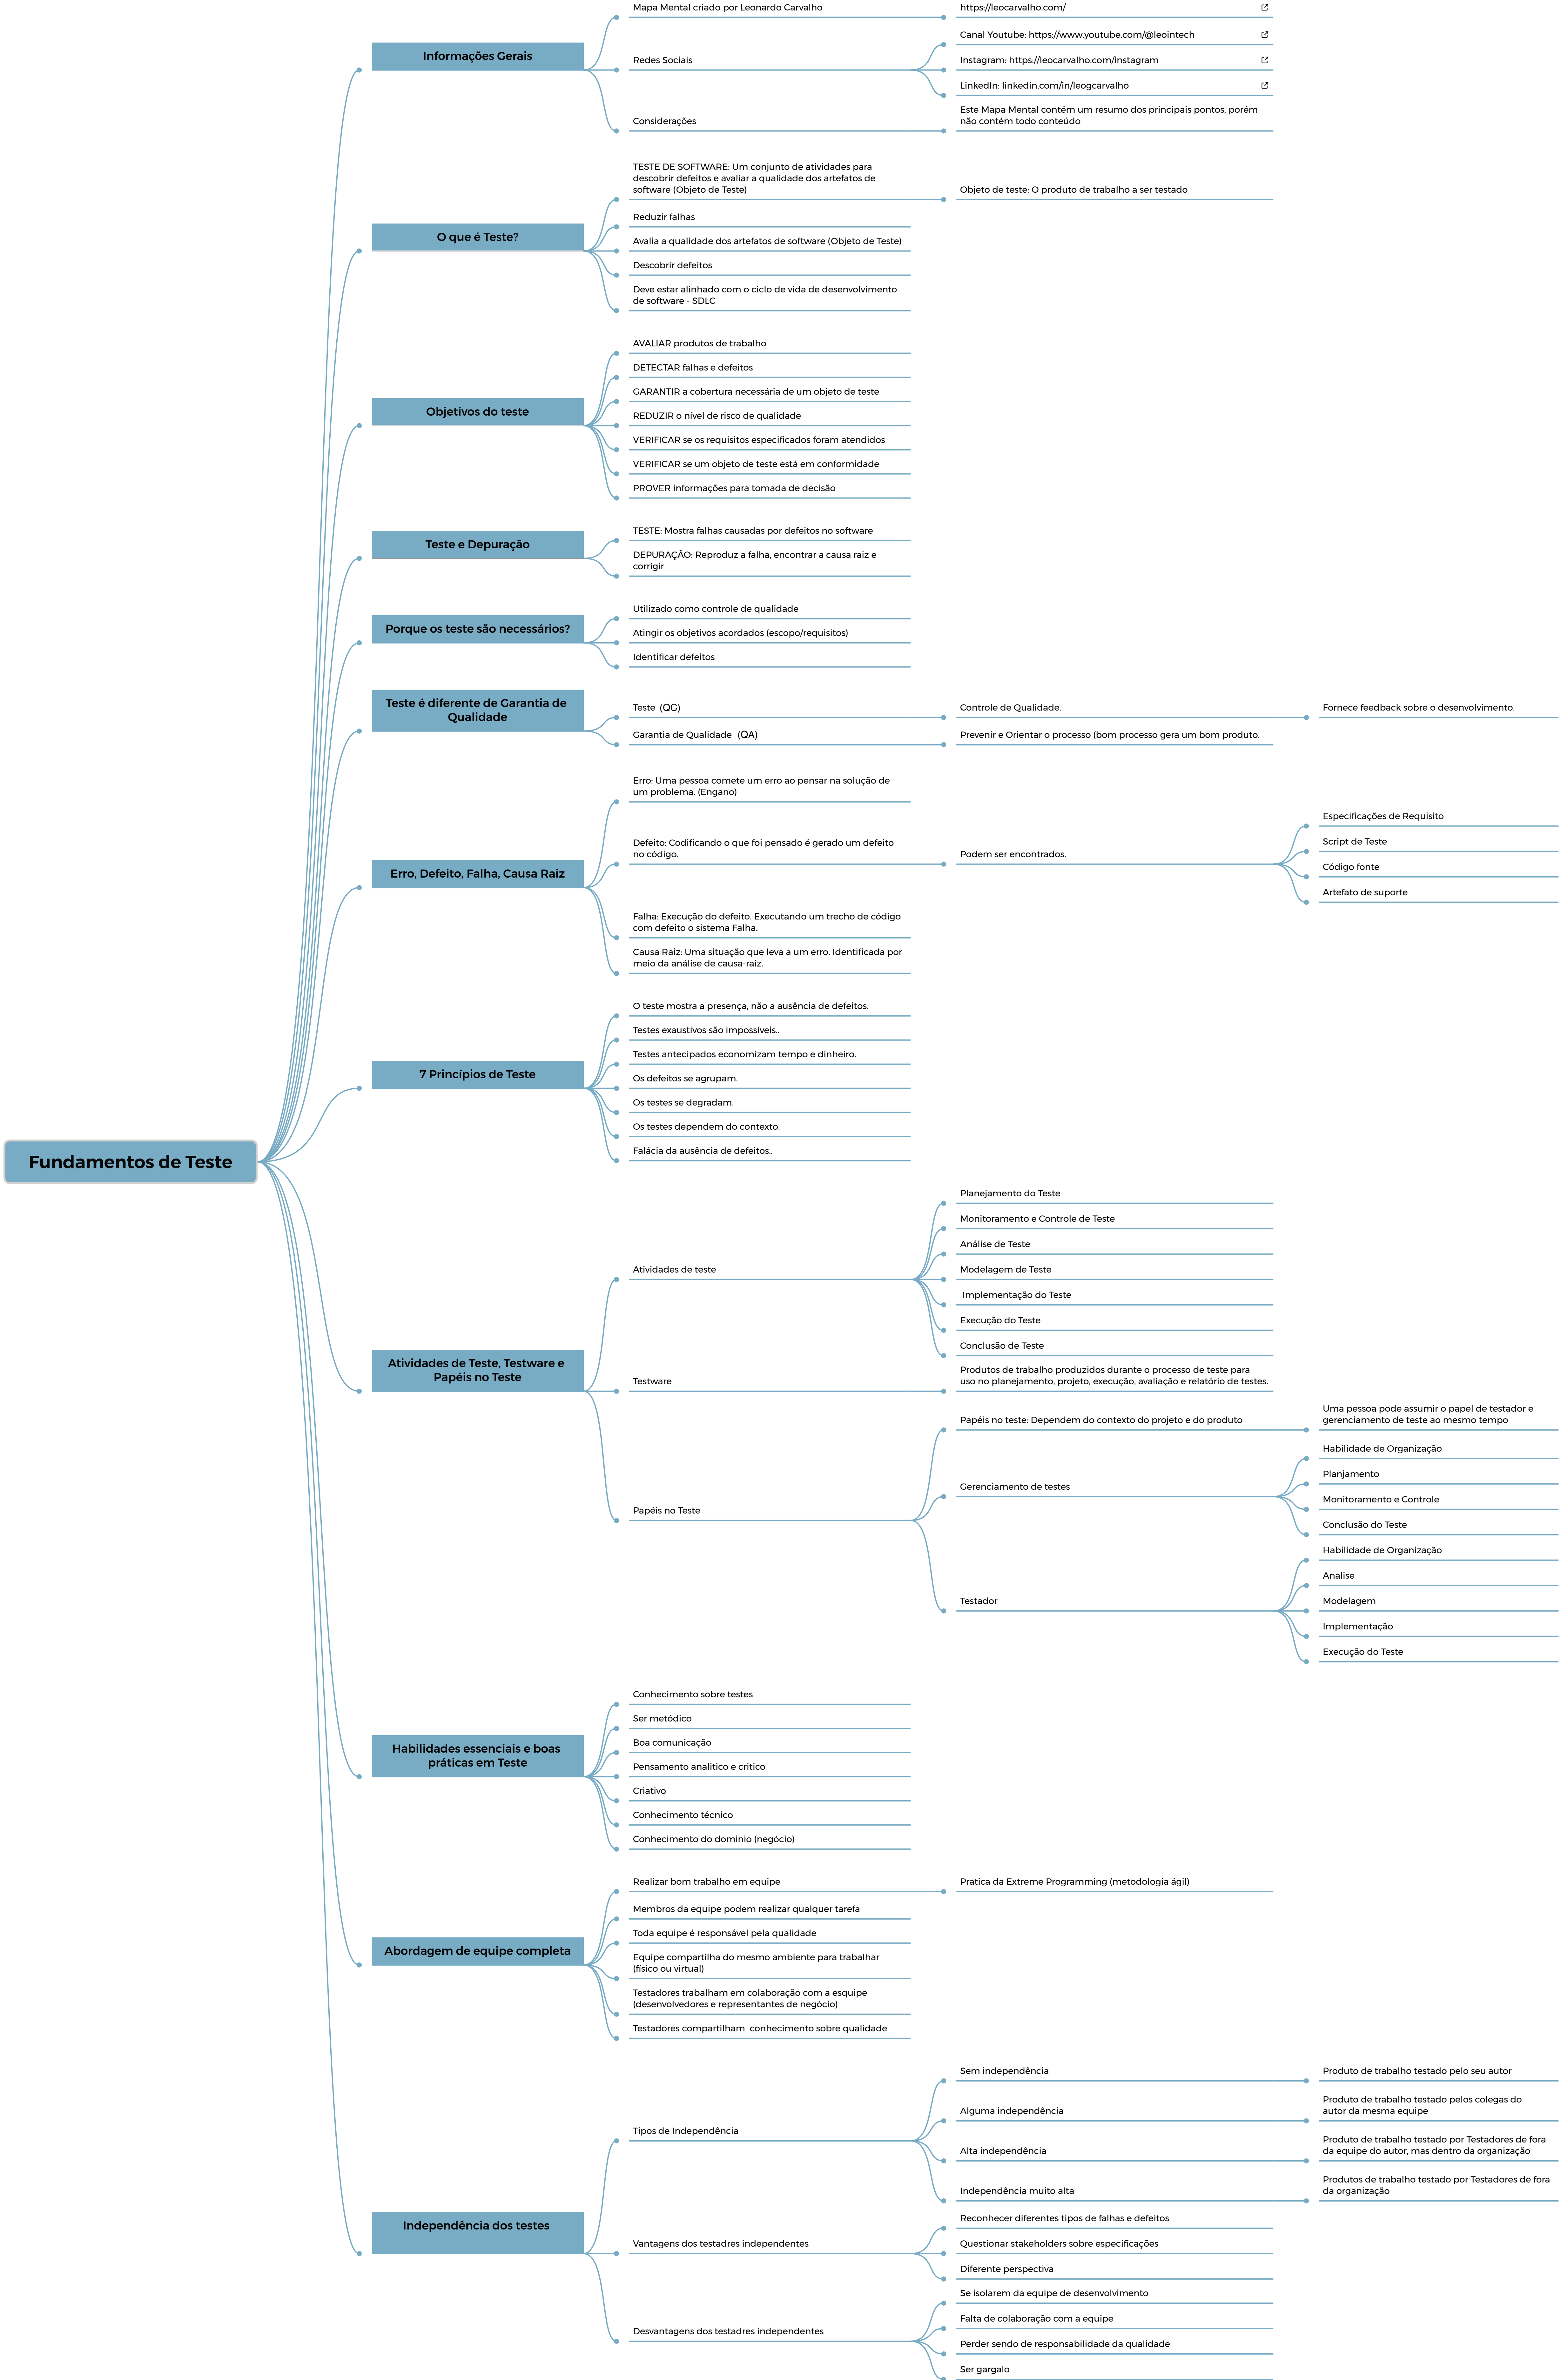 Fundamentos de Teste
Informações Gerais
Mapa Mental criado por Leonardo Carvalho
https://leocarvalho.com/
Redes Sociais
Canal Youtube: https://www.youtube.com/@leointech
Instagram: https://leocarvalho.com/instagram
LinkedIn: linkedin.com/in/leogcarvalho
Considerações
Este Mapa Mental contém um resumo dos principais pontos, porém
não contém todo conteúdo
O que é Teste?
TESTE DE SOFTWARE: Um conjunto de atividades para
descobrir defeitos e avaliar a qualidade dos artefatos de
software (Objeto de Teste)
Objeto de teste: O produto de trabalho a ser testado
Reduzir falhas
Avalia a qualidade dos artefatos de software (Objeto de Teste)
Descobrir defeitos
Deve estar alinhado com o ciclo de vida de desenvolvimento
de software - SDLC
Objetivos do teste
AVALIAR produtos de trabalho
DETECTAR falhas e defeitos
GARANTIR a cobertura necessária de um objeto de teste
REDUZIR o nível de risco de qualidade
VERIFICAR se os requisitos especificados foram atendidos
VERIFICAR se um objeto de teste está em conformidade
PROVER informações para tomada de decisão
Teste e Depuração
TESTE: Mostra falhas causadas por defeitos no software
DEPURAÇÂO: Reproduz a falha, encontrar a causa raiz e
corrigir
Porque os teste são necessários?
Utilizado como controle de qualidade
Atingir os objetivos acordados (escopo/requisitos)
Identificar defeitos
Teste é diferente de Garantia de
Qualidade
Teste (QC)
Controle de Qualidade.
Fornece feedback sobre o desenvolvimento.
Garantia de Qualidade (QA)
Prevenir e Orientar o processo (bom processo gera um bom produto.
Erro, Defeito, Falha, Causa Raiz
Erro: Uma pessoa comete um erro ao pensar na solução de
um problema. (Engano)
Defeito: Codificando o que foi pensado é gerado um defeito
no código.
Podem ser encontrados.
Especificações de Requisito
Script de Teste
Código fonte
Artefato de suporte
Falha: Execução do defeito. Executando um trecho de código
com defeito o sistema Falha.
Causa Raiz: Uma situação que leva a um erro. Identificada por
meio da análise de causa-raiz.
7 Princípios de Teste
O teste mostra a presença, não a ausência de defeitos.
Testes exaustivos são impossíveis..
Testes antecipados economizam tempo e dinheiro.
Os defeitos se agrupam.
Os testes se degradam.
Os testes dependem do contexto.
Falácia da ausência de defeitos..
Atividades de Teste, Testware e
Papéis no Teste
Atividades de teste
Planejamento do Teste
Monitoramento e Controle de Teste
Análise de Teste
Modelagem de Teste
Implementação do Teste
Execução do Teste
Conclusão de Teste
Testware
Produtos de trabalho produzidos durante o processo de teste para
uso no planejamento, projeto, execução, avaliação e relatório de testes.
Papéis no Teste
Papéis no teste: Dependem do contexto do projeto e do produto
Uma pessoa pode assumir o papel de testador e
gerenciamento de teste ao mesmo tempo
Gerenciamento de testes
Habilidade de Organização
Planjamento
Monitoramento e Controle
Conclusão do Teste
Testador
Habilidade de Organização
Analise
Modelagem
Implementação
Execução do Teste
Habilidades essenciais e boas
práticas em Teste
Conhecimento sobre testes
Ser metódico
Boa comunicação
Pensamento analitico e critico
Criativo
Conhecimento técnico
Conhecimento do dominio (negócio)
Abordagem de equipe completa
Realizar bom trabalho em equipe
Pratica da Extreme Programming (metodologia ágil)
Membros da equipe podem realizar qualquer tarefa
Toda equipe é responsável pela qualidade
Equipe compartilha do mesmo ambiente para trabalhar
(físico ou virtual)
Testadores trabalham em colaboração com a esquipe
(desenvolvedores e representantes de negócio)
Testadores compartilham conhecimento sobre qualidade
Independência dos testes
Tipos de Independência
Sem independência
Produto de trabalho testado pelo seu autor
Alguma independência
Produto de trabalho testado pelos colegas do
autor da mesma equipe
Alta independência
Produto de trabalho testado por Testadores de fora
da equipe do autor, mas dentro da organização
Independência muito alta
Produtos de trabalho testado por Testadores de fora
da organização
Vantagens dos testadres independentes
Reconhecer diferentes tipos de falhas e defeitos
Questionar stakeholders sobre especificações
Diferente perspectiva
Desvantagens dos testadres independentes
Se isolarem da equipe de desenvolvimento
Falta de colaboração com a equipe
Perder sendo de responsabilidade da qualidade
Ser gargalo